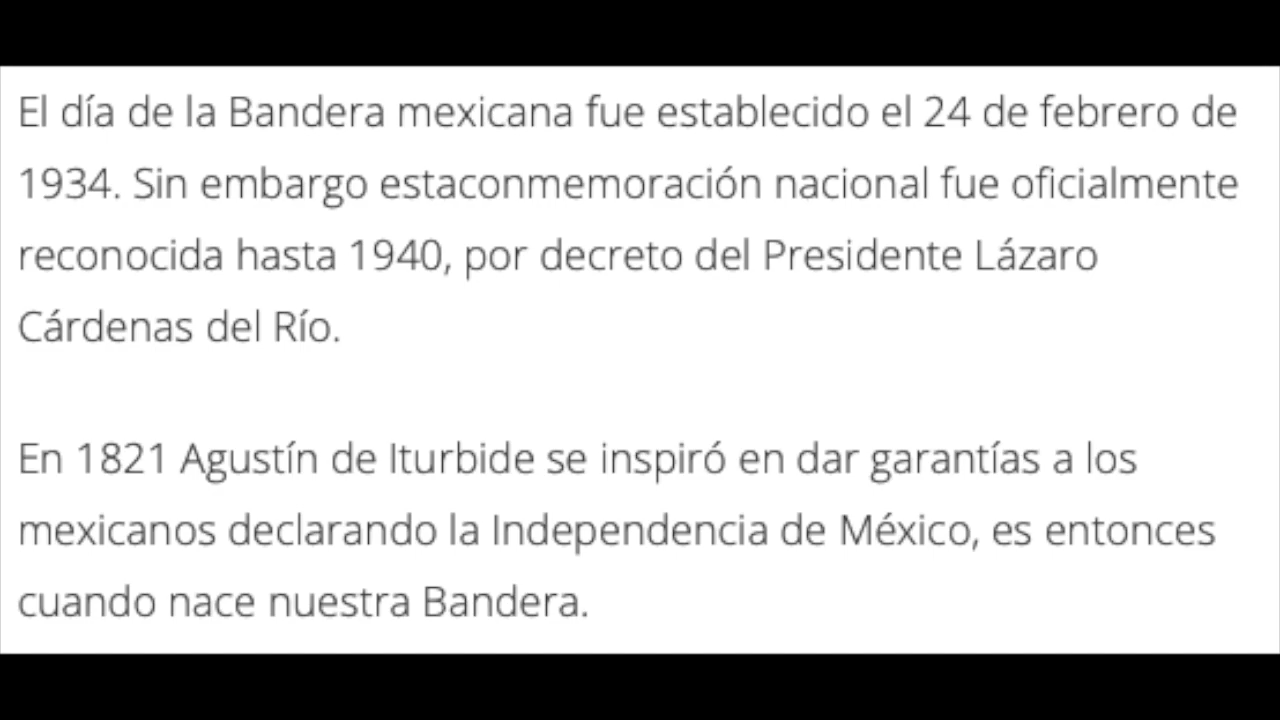 El día de la Bandera mexicana fue establecido el 24 de febrero de
1934. Sin embargo estaconmemoración nacional fue oficialmente
reconocida hasta 1940, por decreto del Presidente Lázaro
Cárdenas del Río.
En 1821 Agustín de Iturbide se inspiró en dar garantías a los
mexicanos declarando la Independencia de México, es entonces
cuando nace nuestra Bandera.